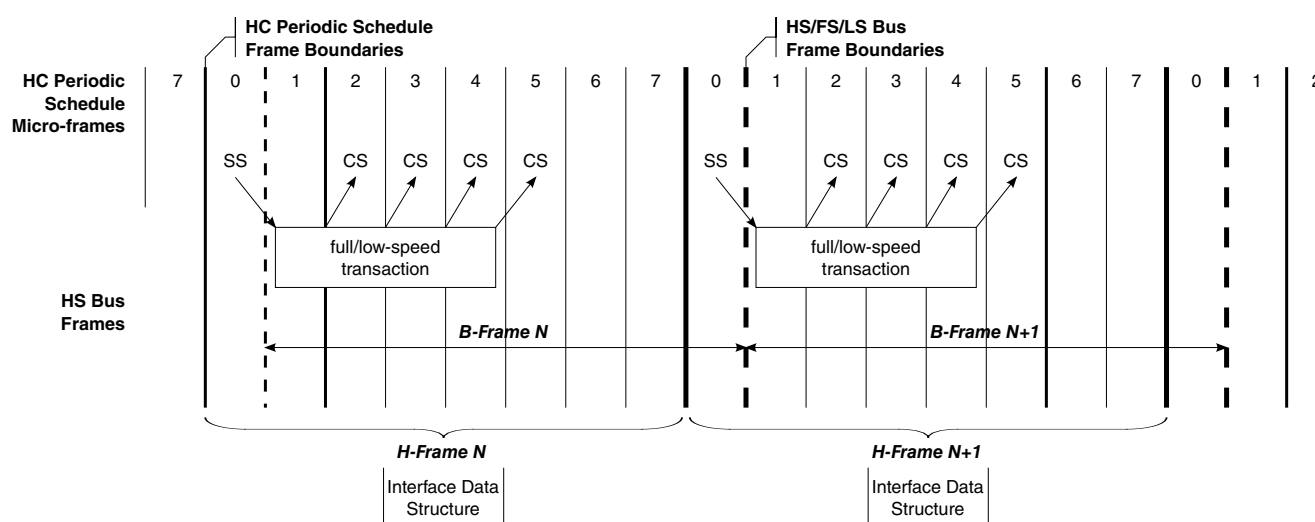 HC Periodic Schedule
Frame Boundaries
HS/FS/LS Bus
Frame Boundaries
HC Periodic
Schedule
Micro-frames
7 0 1 2 3 4 5 6 7 0 1 2 3 4 5 6 7 0 1 2
SS CS CS CS CS SS CS CS CS CS
full/low-speed
transaction
full/low-speed
transaction
HS Bus
Frames
B-Frame N B-Frame N+1
H-Frame N H-Frame N+1
Interface Data
Structure
Interface Data
Structure